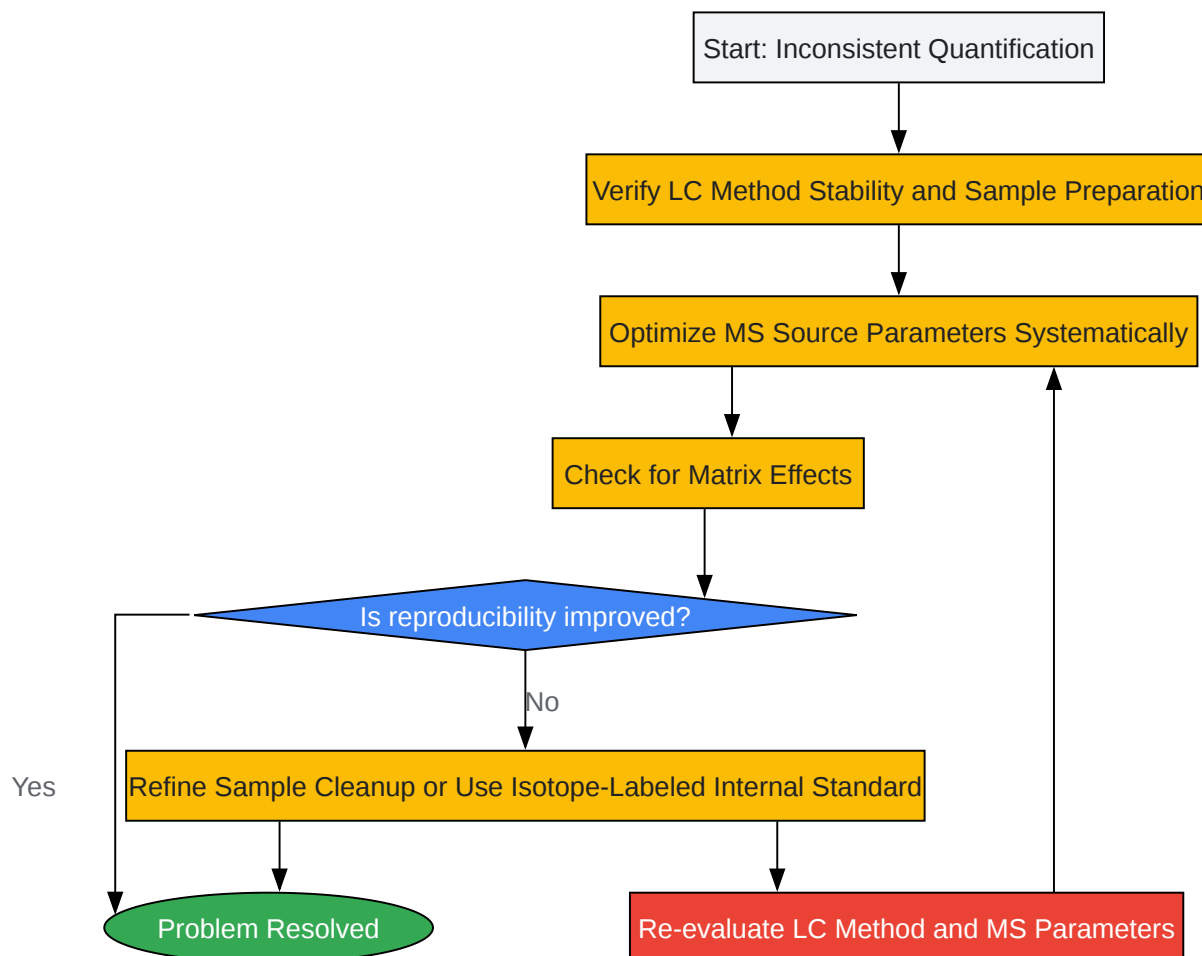 Start: Inconsistent Quantification
Verify LC Method Stability and Sample Preparation
Optimize MS Source Parameters Systematically
Check for Matrix Effects
Is reproducibility improved?
No
Yes
Refine Sample Cleanup or Use Isotope-Labeled Internal Standard
Problem Resolved
Re-evaluate LC Method and MS Parameters